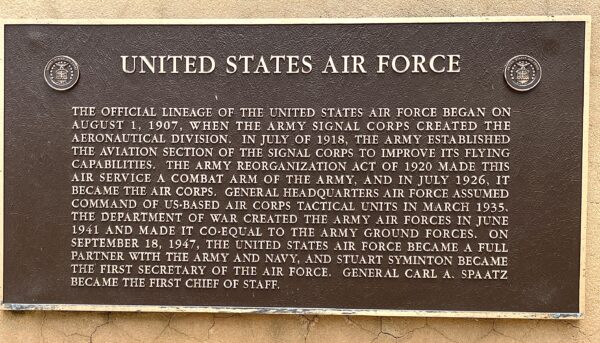 UNITED STATES AIR FORCE
THE OFFICIAL LINEAGE OF THE UNITED STATES AIR FORCE BEGAN ON
AUGUST 1, 1907, WHEN THE ARMY SIGNAL CORPS CREATED THE
AERONAUTICAL DIVISION. IN JULY OF 1918, THE ARMY ESTABLISHED
THE AVIATION SECTION OF THE SIGNAL CORPS TO IMPROVE ITS FLYING
CAPABILITIES. THE ARMY REORGANIZATION ACT OF 1920 MADE THIS
AIR SERVICE A COMBAT ARM OF THE ARMY, AND IN JULY 1926, IT
BECAME THE AIR CORPS. GENERAL HEADQUARTERS AIR FORCE ASSUMED
COMMAND OF US-BASED AIR CORPS TACTICAL UNITS IN MARCH 1935.
THE DEPARTMENT OF WAR CREATED THE ARMY AIR FORCES IN JUNE
1941 AND MADE IT CO-EQUAL TO THE ARMY GROUND FORCES. ON
SEPTEMBER 18, 1947, THE UNITED STATES AIR FORCE BECAME A FULL
PARTNER WITH THE ARMY AND NAVY, AND STUART SYMINTON BECAME
THE FIRST SECRETARY OF THE AIR FORCE. GENERAL CARL A. SPAATZ
BECAME THE FIRST CHIEF OF STAFF.